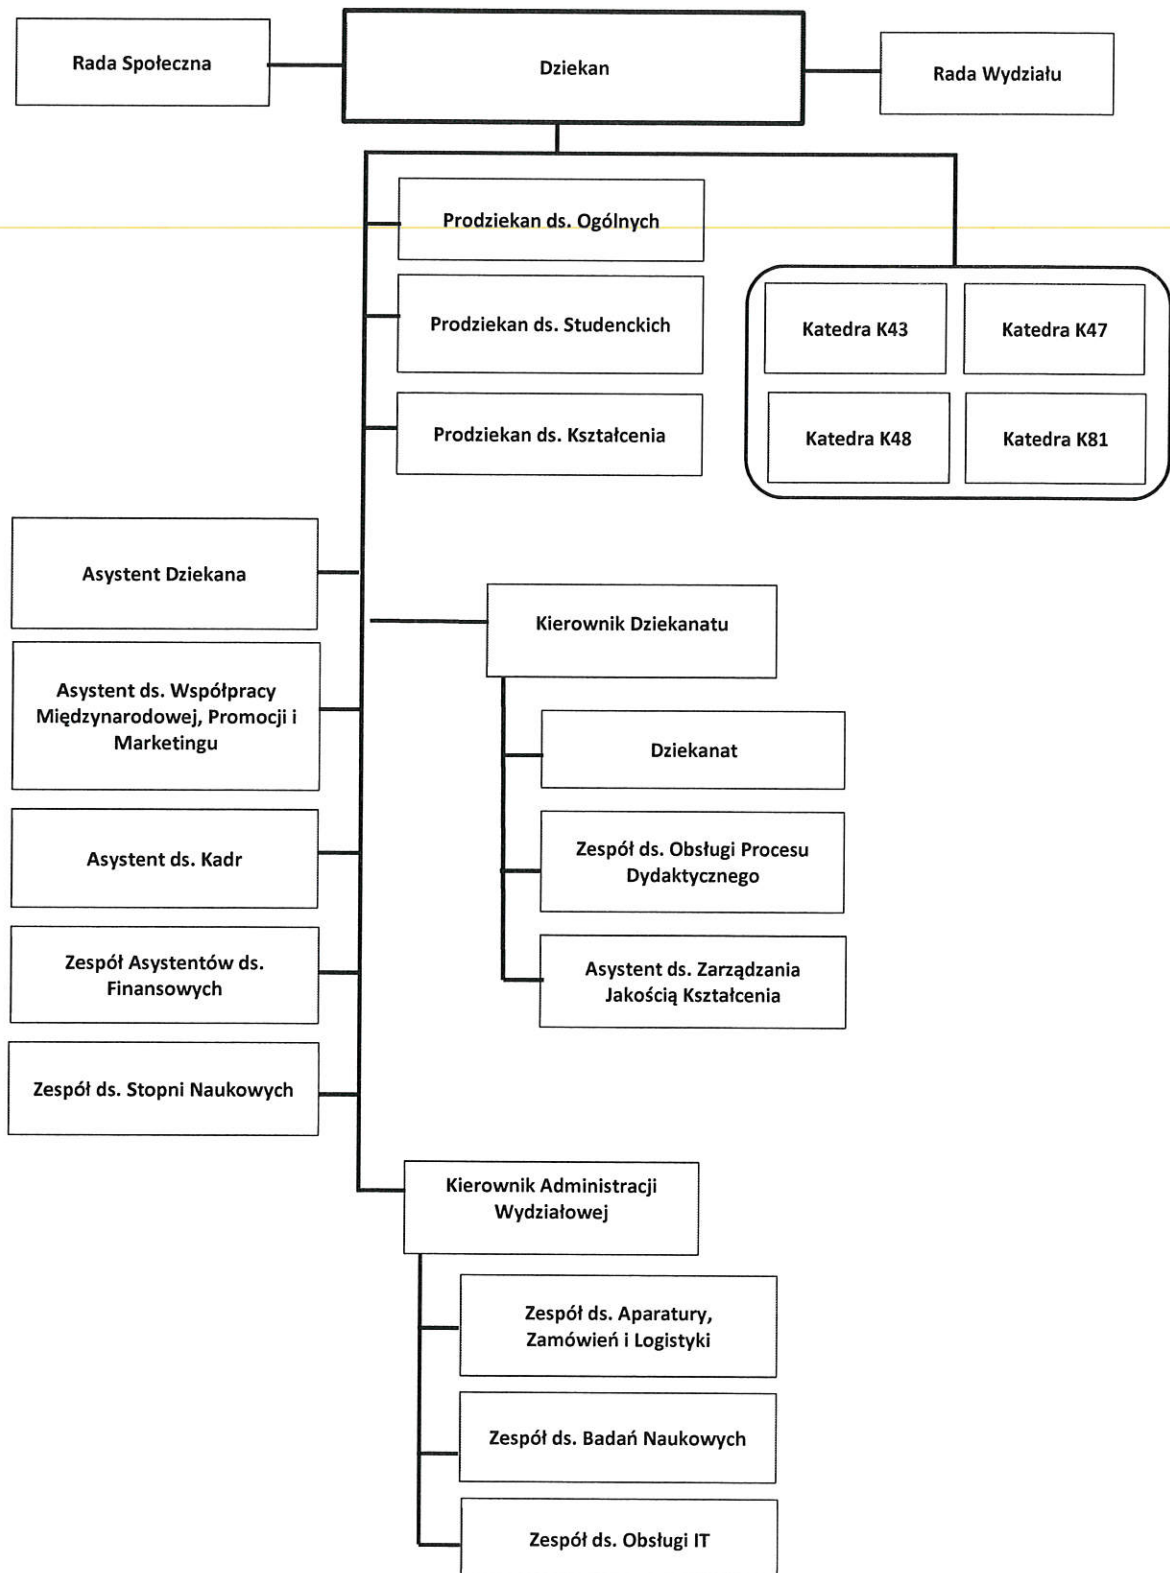 Rada Społeczna
Dziekan
Rada Wydziału
Prodziekan ds. Ogólnych
Prodziekan ds. Studenckich
Prodziekan ds. Kształcenia
Katedra K43
Katedra K47
Katedra K48
Katedra K81
Asystent Dziekana
Asystent ds. Współpracy
Międzynarodowej, Promocji i
Marketingu
Asystent ds. Kadr
Zespół Asystentów ds.
Finansowych
Zespół ds. Stopni Naukowych
Kierownik Dziekanatu
Dziekanat
Zespół ds. Obsługi Procesu
Dydaktycznego
Asystent ds. Zarządzania
Jakością Kształcenia
Kierownik Administracji
Wydziałowej
Zespół ds. Aparatury,
Zamówień i Logistyki
Zespół ds. Badań Naukowych
Zespół ds. Obsługi IT